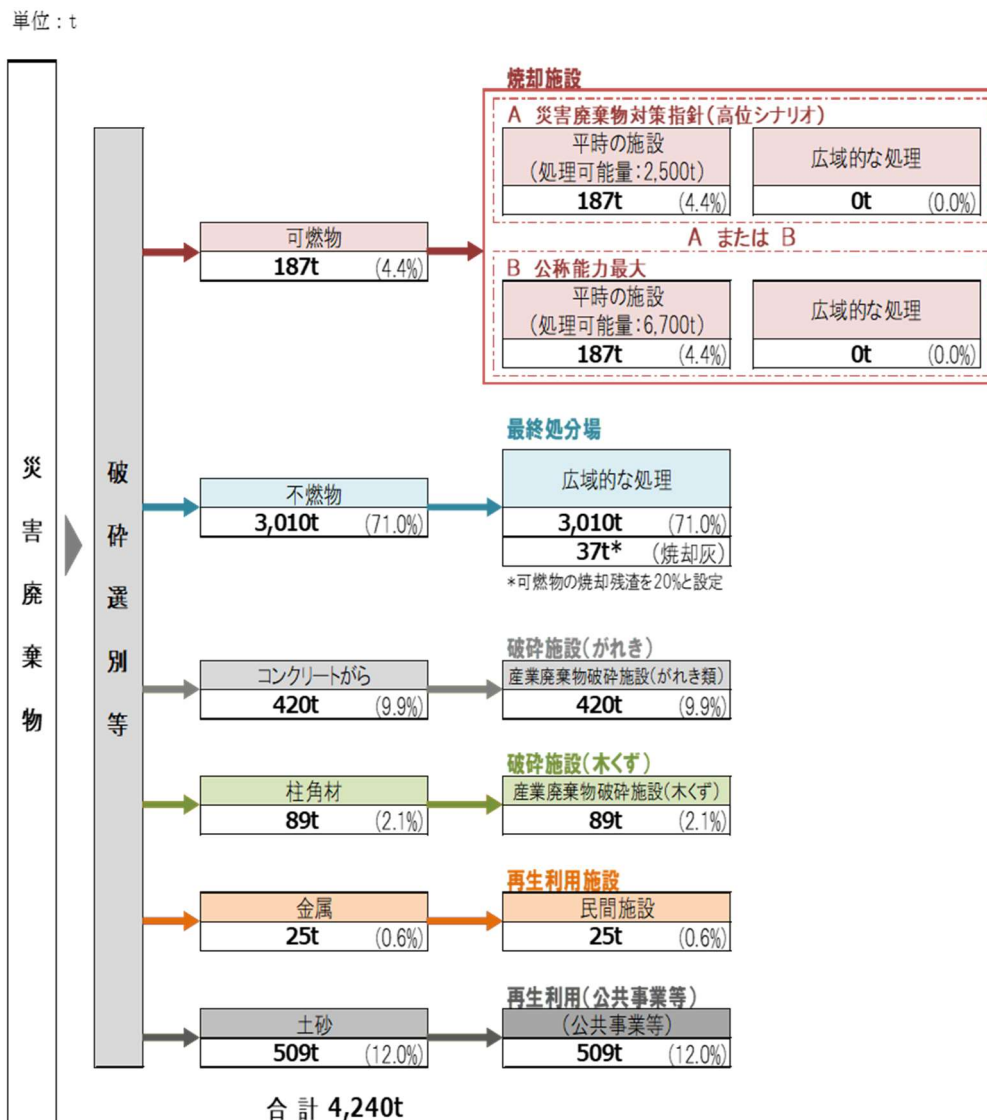 単位：t
災害廃棄物
破砕選別等
焼却施設
A 災害廃棄物対策指針(高位シナリオ)
平時の施設
(処理可能量:2,500t)
187t (4.4%)
広域的な処理
0t (0.0%)
A または B
可燃物
187t (4.4%)
B 公称能力最大
平時の施設
(処理可能量:6,700t)
187t (4.4%)
広域的な処理
0t (0.0%)
最終処分場
不燃物
3,010t (71.0%)
広域的な処理
3,010t (71.0%)
37t* (焼却灰)
*可燃物の焼却残渣を20%と設定
破砕施設(がれき)
コンクリートがら
420t (9.9%)
産業廃棄物破砕施設(がれき類)
420t (9.9%)
破砕施設(木くず)
柱角材
89t (2.1%)
産業廃棄物破砕施設(木くず)
89t (2.1%)
再生利用施設
金属
25t (0.6%)
民間施設
25t (0.6%)
再生利用(公共事業等)
土砂
509t (12.0%)
(公共事業等)
509t (12.0%)
合 計 4,240t